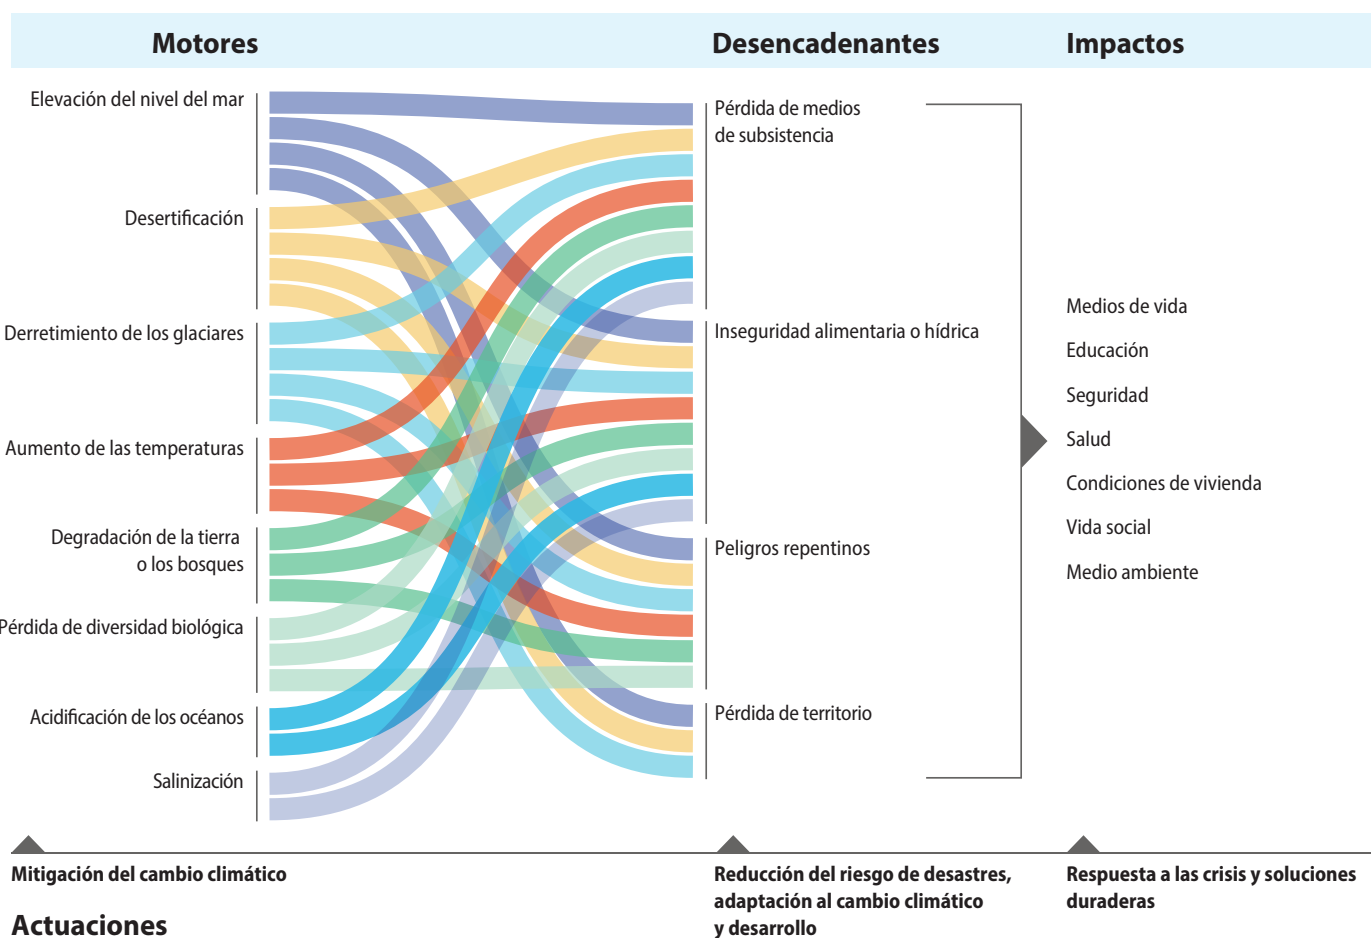 Motores
Desencadenantes
Impactos
Elevación del nivel del mar
Desertificación
Derretimiento de los glaciares
Aumento de las temperaturas
Degradación de la tierra
o los bosques
Pérdida de diversidad biológica
Acidificación de los océanos
Salinización
Pérdida de medios
de subsistencia
Inseguridad alimentaria o hídrica
Peligros repentinos
Pérdida de territorio
Medios de vida
Educación
Seguridad
Salud
Condiciones de vivienda
Vida social
Medio ambiente
Mitigación del cambio climático
Reducción del riesgo de desastres,
adaptación al cambio climático
y desarrollo
Respuesta a las crisis y soluciones
duraderas
Actuaciones